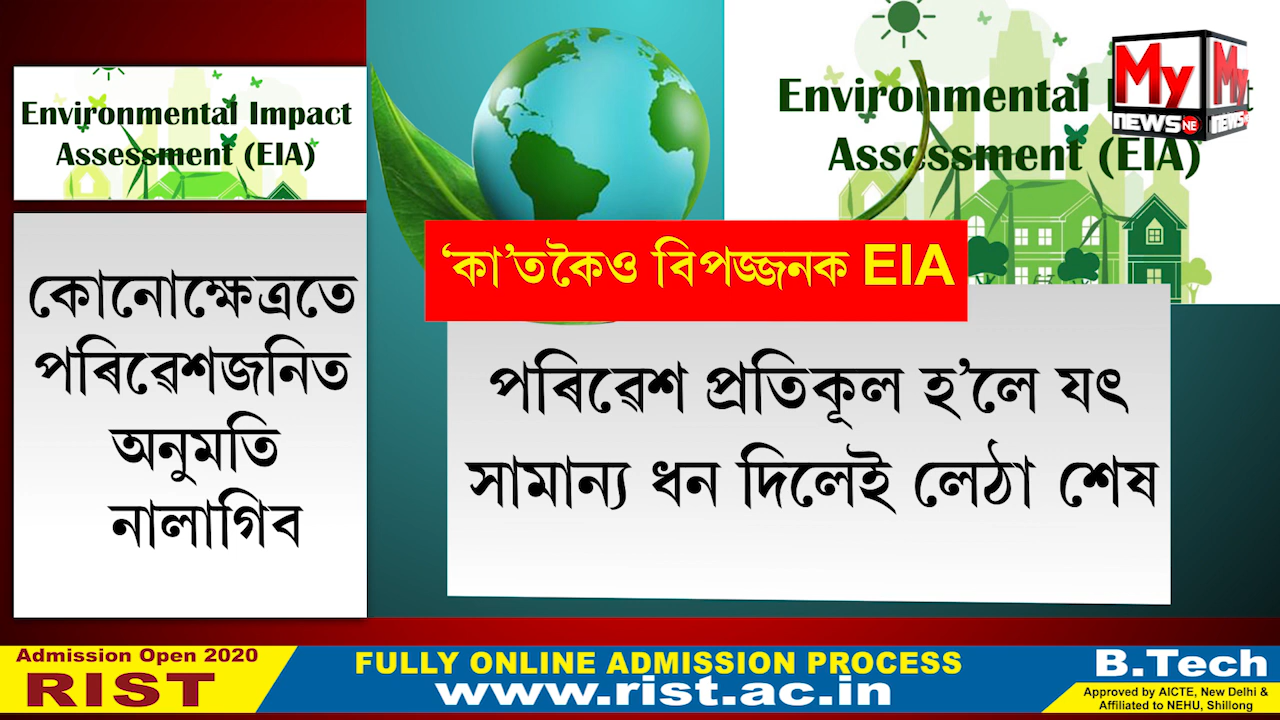 Environmental Impact
Assessment (EIA)
কোনোক্ষেত্ৰতে
পৰিৱেশজনিত
অনুমতি
নালাগিব
Environmental
Assessment (EIA)
My
NEWS NE
My
NEWS
‘কা’তকৈও বিপজ্জনক EIA
পৰিৱেশ প্ৰতিকূল হ’লে যৎ
সামান্য ধন দিলেই লেঠা শেষ
Admission Open 2020
RIST
FULLY ONLINE ADMISSION PROCESS
www.rist.ac.in
B.Tech
Approved by AICTE, New Delhi &
Affiliated to NEHU, Shillong